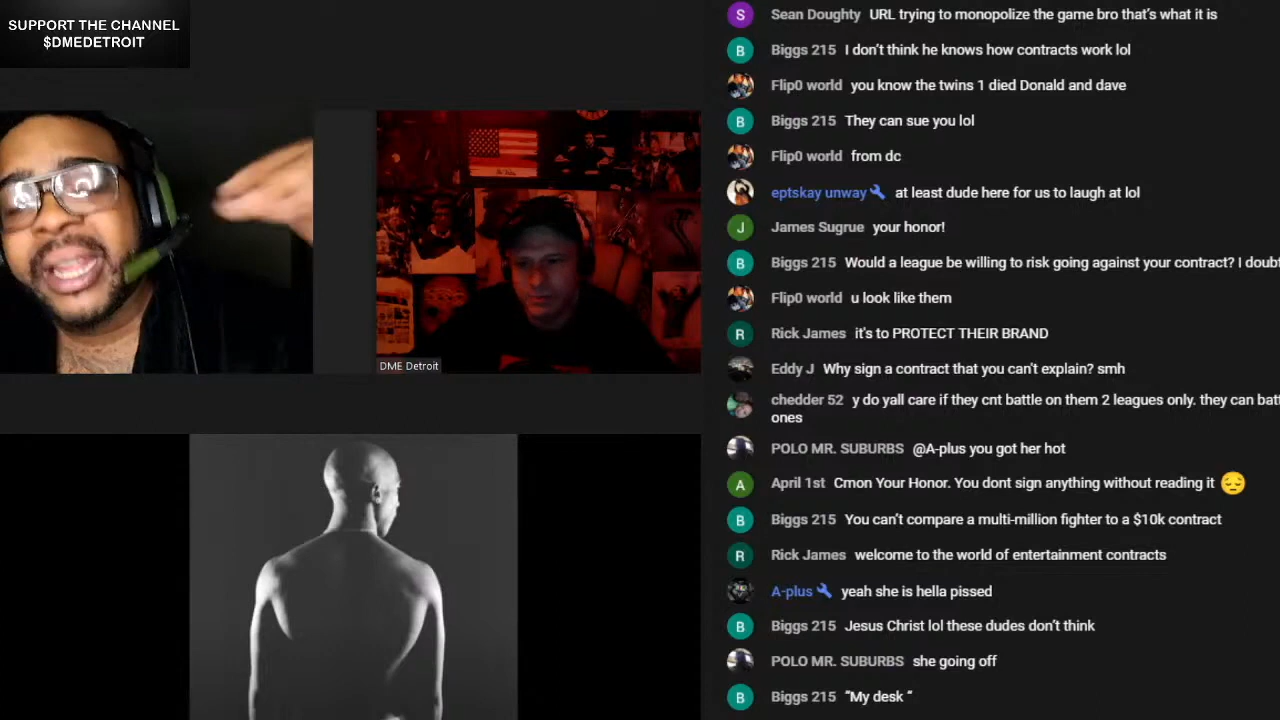 SUPPORT THE CHANNEL
$DMEDETROIT
DME Detroit
S Sean Doughty URL trying to monopolize the game bro that’s what it is
B Biggs 215 I don’t think he knows how contracts work lol
Flip0 world you know the twins 1 died Donald and dave
B Biggs 215 They can sue you lol
Flip0 world from dc
eptskay unway at least dude here for us to laugh at lol
J James Sugrue your honor!
B Biggs 215 Would a league be willing to risk going against your contract? I doubt
Flip0 world u look like them
R Rick James it's to PROTECT THEIR BRAND
Eddy J Why sign a contract that you can't explain? smh
chedder 52 y do yall care if they cnt battle on them 2 leagues only. they can batt
ones
POLO MR. SUBURBS @A-plus you got her hot
A April 1st Cmon Your Honor. You dont sign anything without reading it 😔
B Biggs 215 You can’t compare a multi-million fighter to a $10k contract
R Rick James welcome to the world of entertainment contracts
A-plus yeah she is hella pissed
B Biggs 215 Jesus Christ lol these dudes don’t think
POLO MR. SUBURBS she going off
B Biggs 215 “My desk “